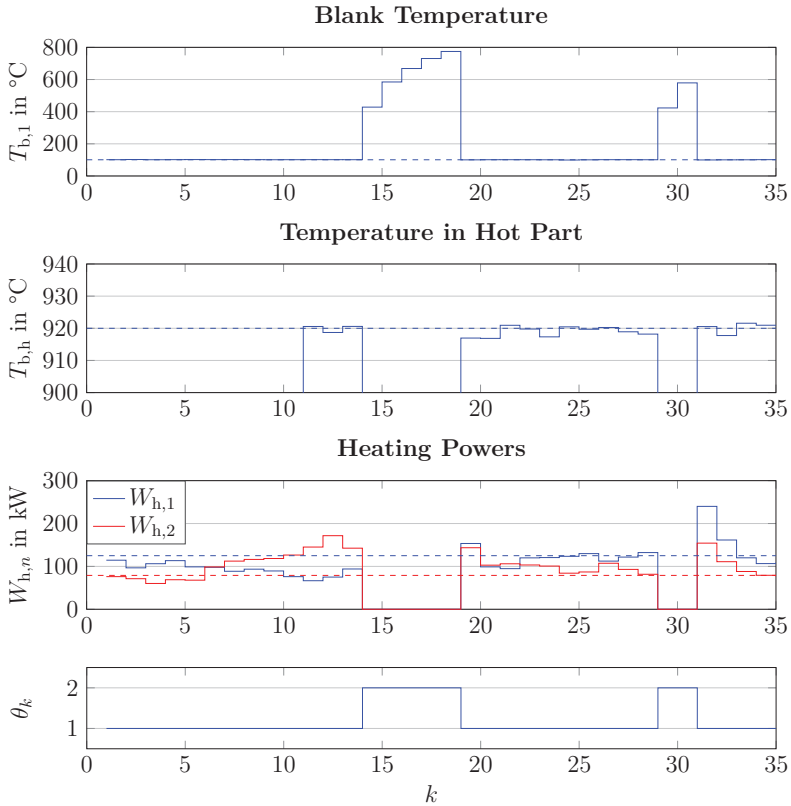 Blank Temperature
T_b,1 in °C
800
600
400
200
0
0 5 10 15 20 25 30 35
Temperature in Hot Part
T_b,h in °C
940
930
920
910
900
0 5 10 15 20 25 30 35
Heating Powers
W_h,n in kW
300
200
100
0
W_h,1
W_h,2
0 5 10 15 20 25 30 35
θ_k
2
1
0 5 10 15 20 25 30 35
k